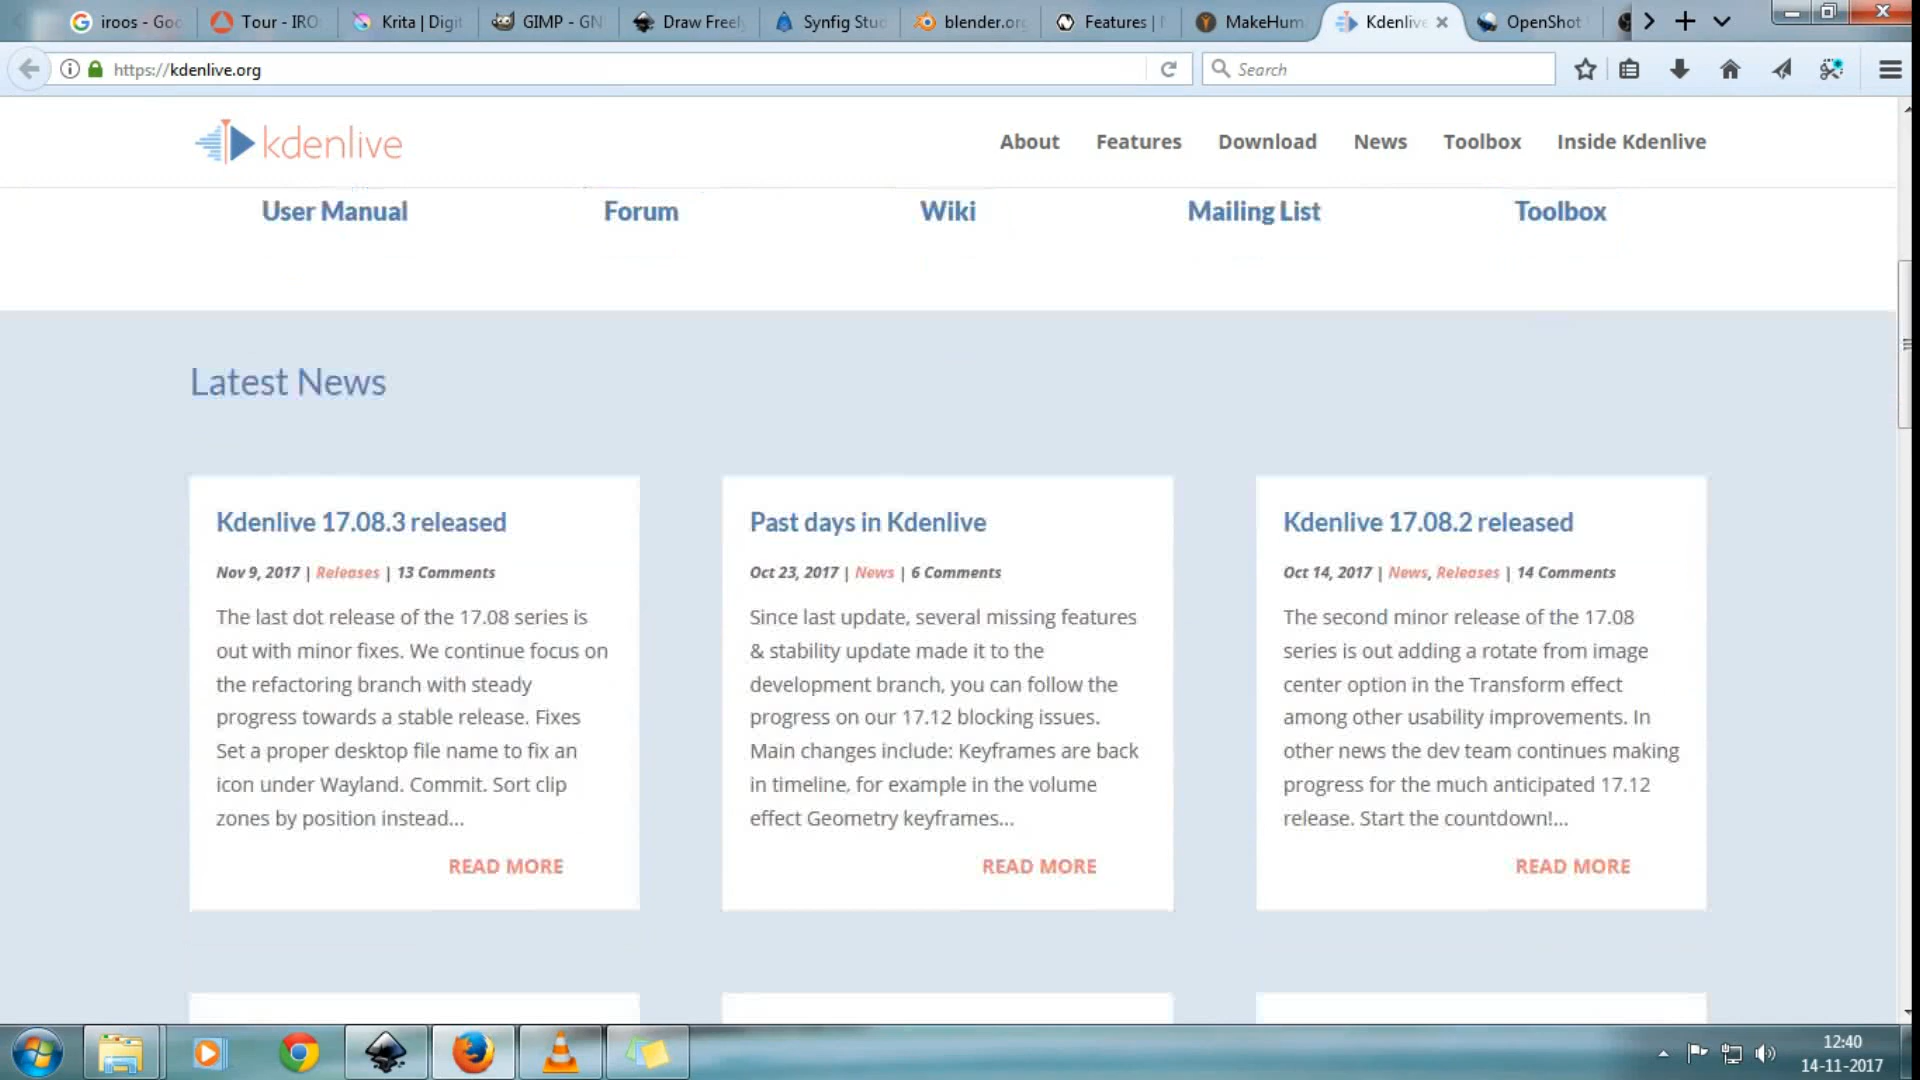 iroos - Goo
Tour - IRO
Krita | Digit
GIMP - GN
Draw Freely
Synfig Stud
blender.org
Features |
MakeHum
Kdenlive
OpenShot
https://kdenlive.org
Search
kdenlive
About Features Download News Toolbox Inside Kdenlive
User Manual Forum Wiki Mailing List Toolbox
Latest News
Kdenlive 17.08.3 released
Nov 9, 2017 | Releases | 13 Comments
The last dot release of the 17.08 series is
out with minor fixes. We continue focus on
the refactoring branch with steady
progress towards a stable release. Fixes
Set a proper desktop file name to fix an
icon under Wayland. Commit. Sort clip
zones by position instead...
READ MORE
Past days in Kdenlive
Oct 23, 2017 | News | 6 Comments
Since last update, several missing features
& stability update made it to the
development branch, you can follow the
progress on our 17.12 blocking issues.
Main changes include: Keyframes are back
in timeline, for example in the volume
effect Geometry keyframes...
READ MORE
Kdenlive 17.08.2 released
Oct 14, 2017 | News, Releases | 14 Comments
The second minor release of the 17.08
series is out adding a rotate from image
center option in the Transform effect
among other usability improvements. In
other news the dev team continues making
progress for the much anticipated 17.12
release. Start the countdown!...
READ MORE
12:40
14-11-2017